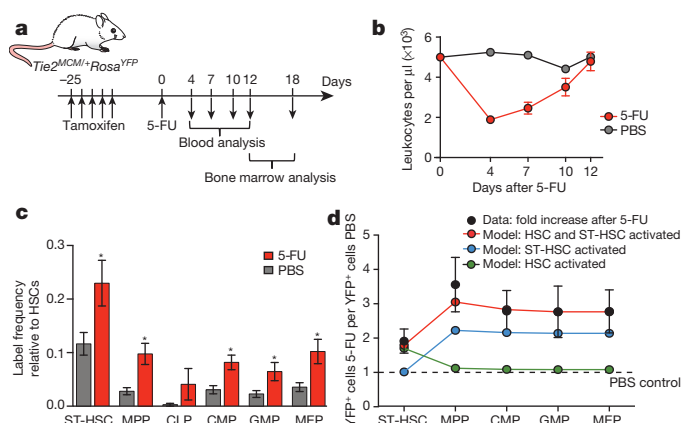 a
Tie2^MCM/+Rosa^YFP
–25 0 4 7 10 12 18 Days
Tamoxifen 5-FU
Blood analysis
Bone marrow analysis
b
Leukocytes per µl (×10³)
6
4
2
0
0 4 7 10 12
Days after 5-FU
5-FU
PBS
c
Label frequency
relative to HSCs
0.3
0.2
0.1
0.0
5-FU
PBS
* * * * *
ST-HSC MPP CLP CMP GMP MEP
d
YFP⁺ cells 5-FU per YFP⁺ cells PBS
5
4
3
2
1
0
Data: fold increase after 5-FU
Model: HSC and ST-HSC activated
Model: ST-HSC activated
Model: HSC activated
PBS control
ST-HSC MPP CMP GMP MEP